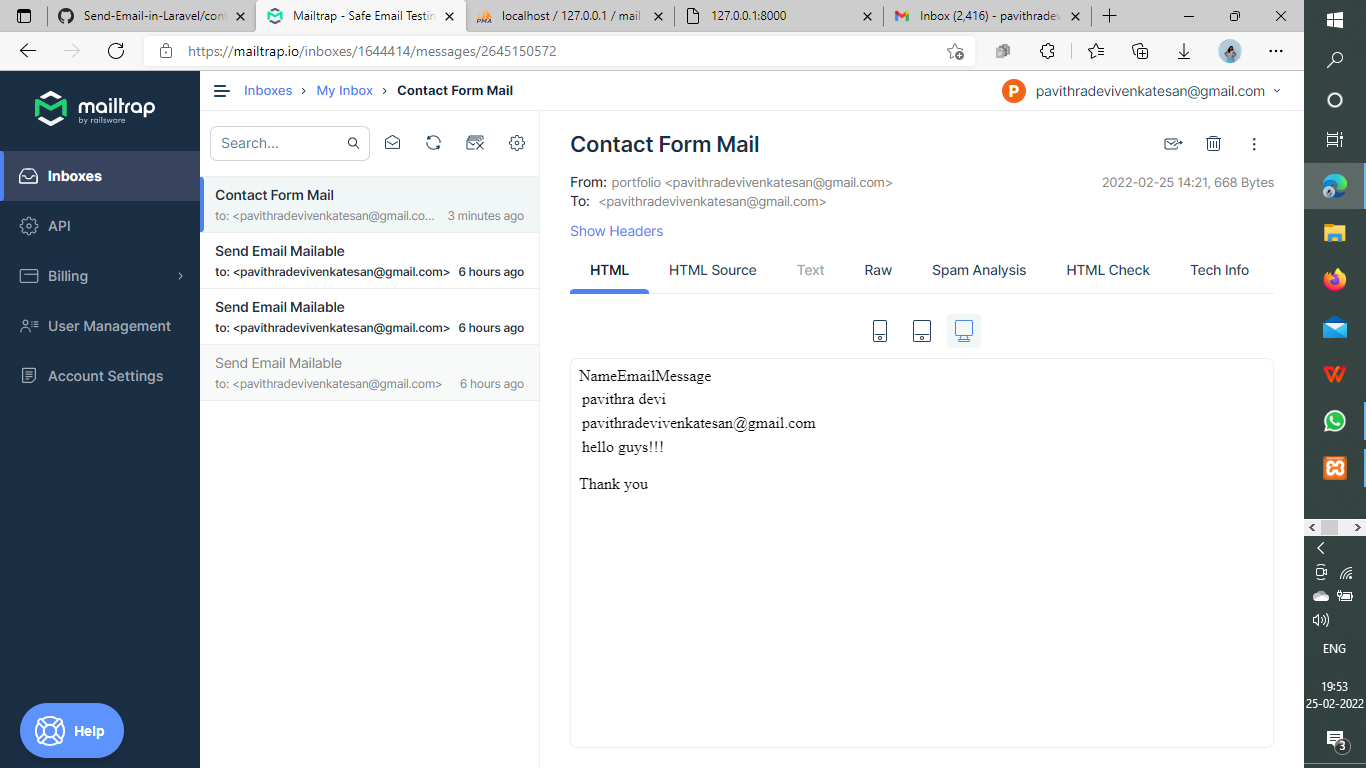 Send-Email-in-Laravel/cont
Mailtrap - Safe Email Testin
localhost / 127.0.0.1 / mail
127.0.0.1:8000
Inbox (2,416) - pavithradev
https://mailtrap.io/inboxes/1644414/messages/2645150572
mailtrap
by railsware
Inboxes
API
Billing
User Management
Account Settings
Help
Inboxes > My Inbox > Contact Form Mail
P pavithradevivenkatesan@gmail.com
Search...
Contact Form Mail
to: <pavithradevivenkatesan@gmail.co... 3 minutes ago
Send Email Mailable
to: <pavithradevivenkatesan@gmail.com> 6 hours ago
Send Email Mailable
to: <pavithradevivenkatesan@gmail.com> 6 hours ago
Send Email Mailable
to: <pavithradevivenkatesan@gmail.com> 6 hours ago
Contact Form Mail
From: portfolio <pavithradevivenkatesan@gmail.com> 2022-02-25 14:21, 668 Bytes
To: <pavithradevivenkatesan@gmail.com>
Show Headers
HTML HTML Source Text Raw Spam Analysis HTML Check Tech Info
NameEmailMessage
pavithra devi
pavithradevivenkatesan@gmail.com
hello guys!!!
Thank you
ENG
19:53
25-02-2022
3